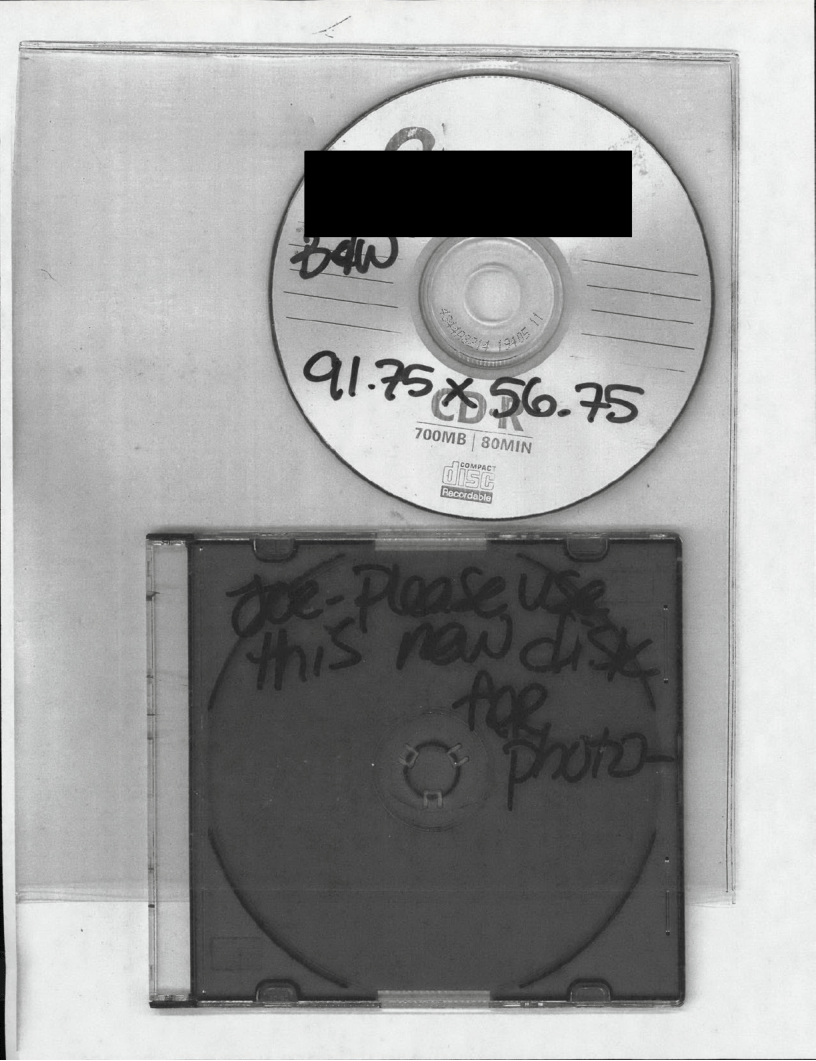 B&W
91.75 x 56.75
CD-R
700MB | 80MIN
COMPACT
disc
Recordable
Joe- Please use
this new disk
for
photo-